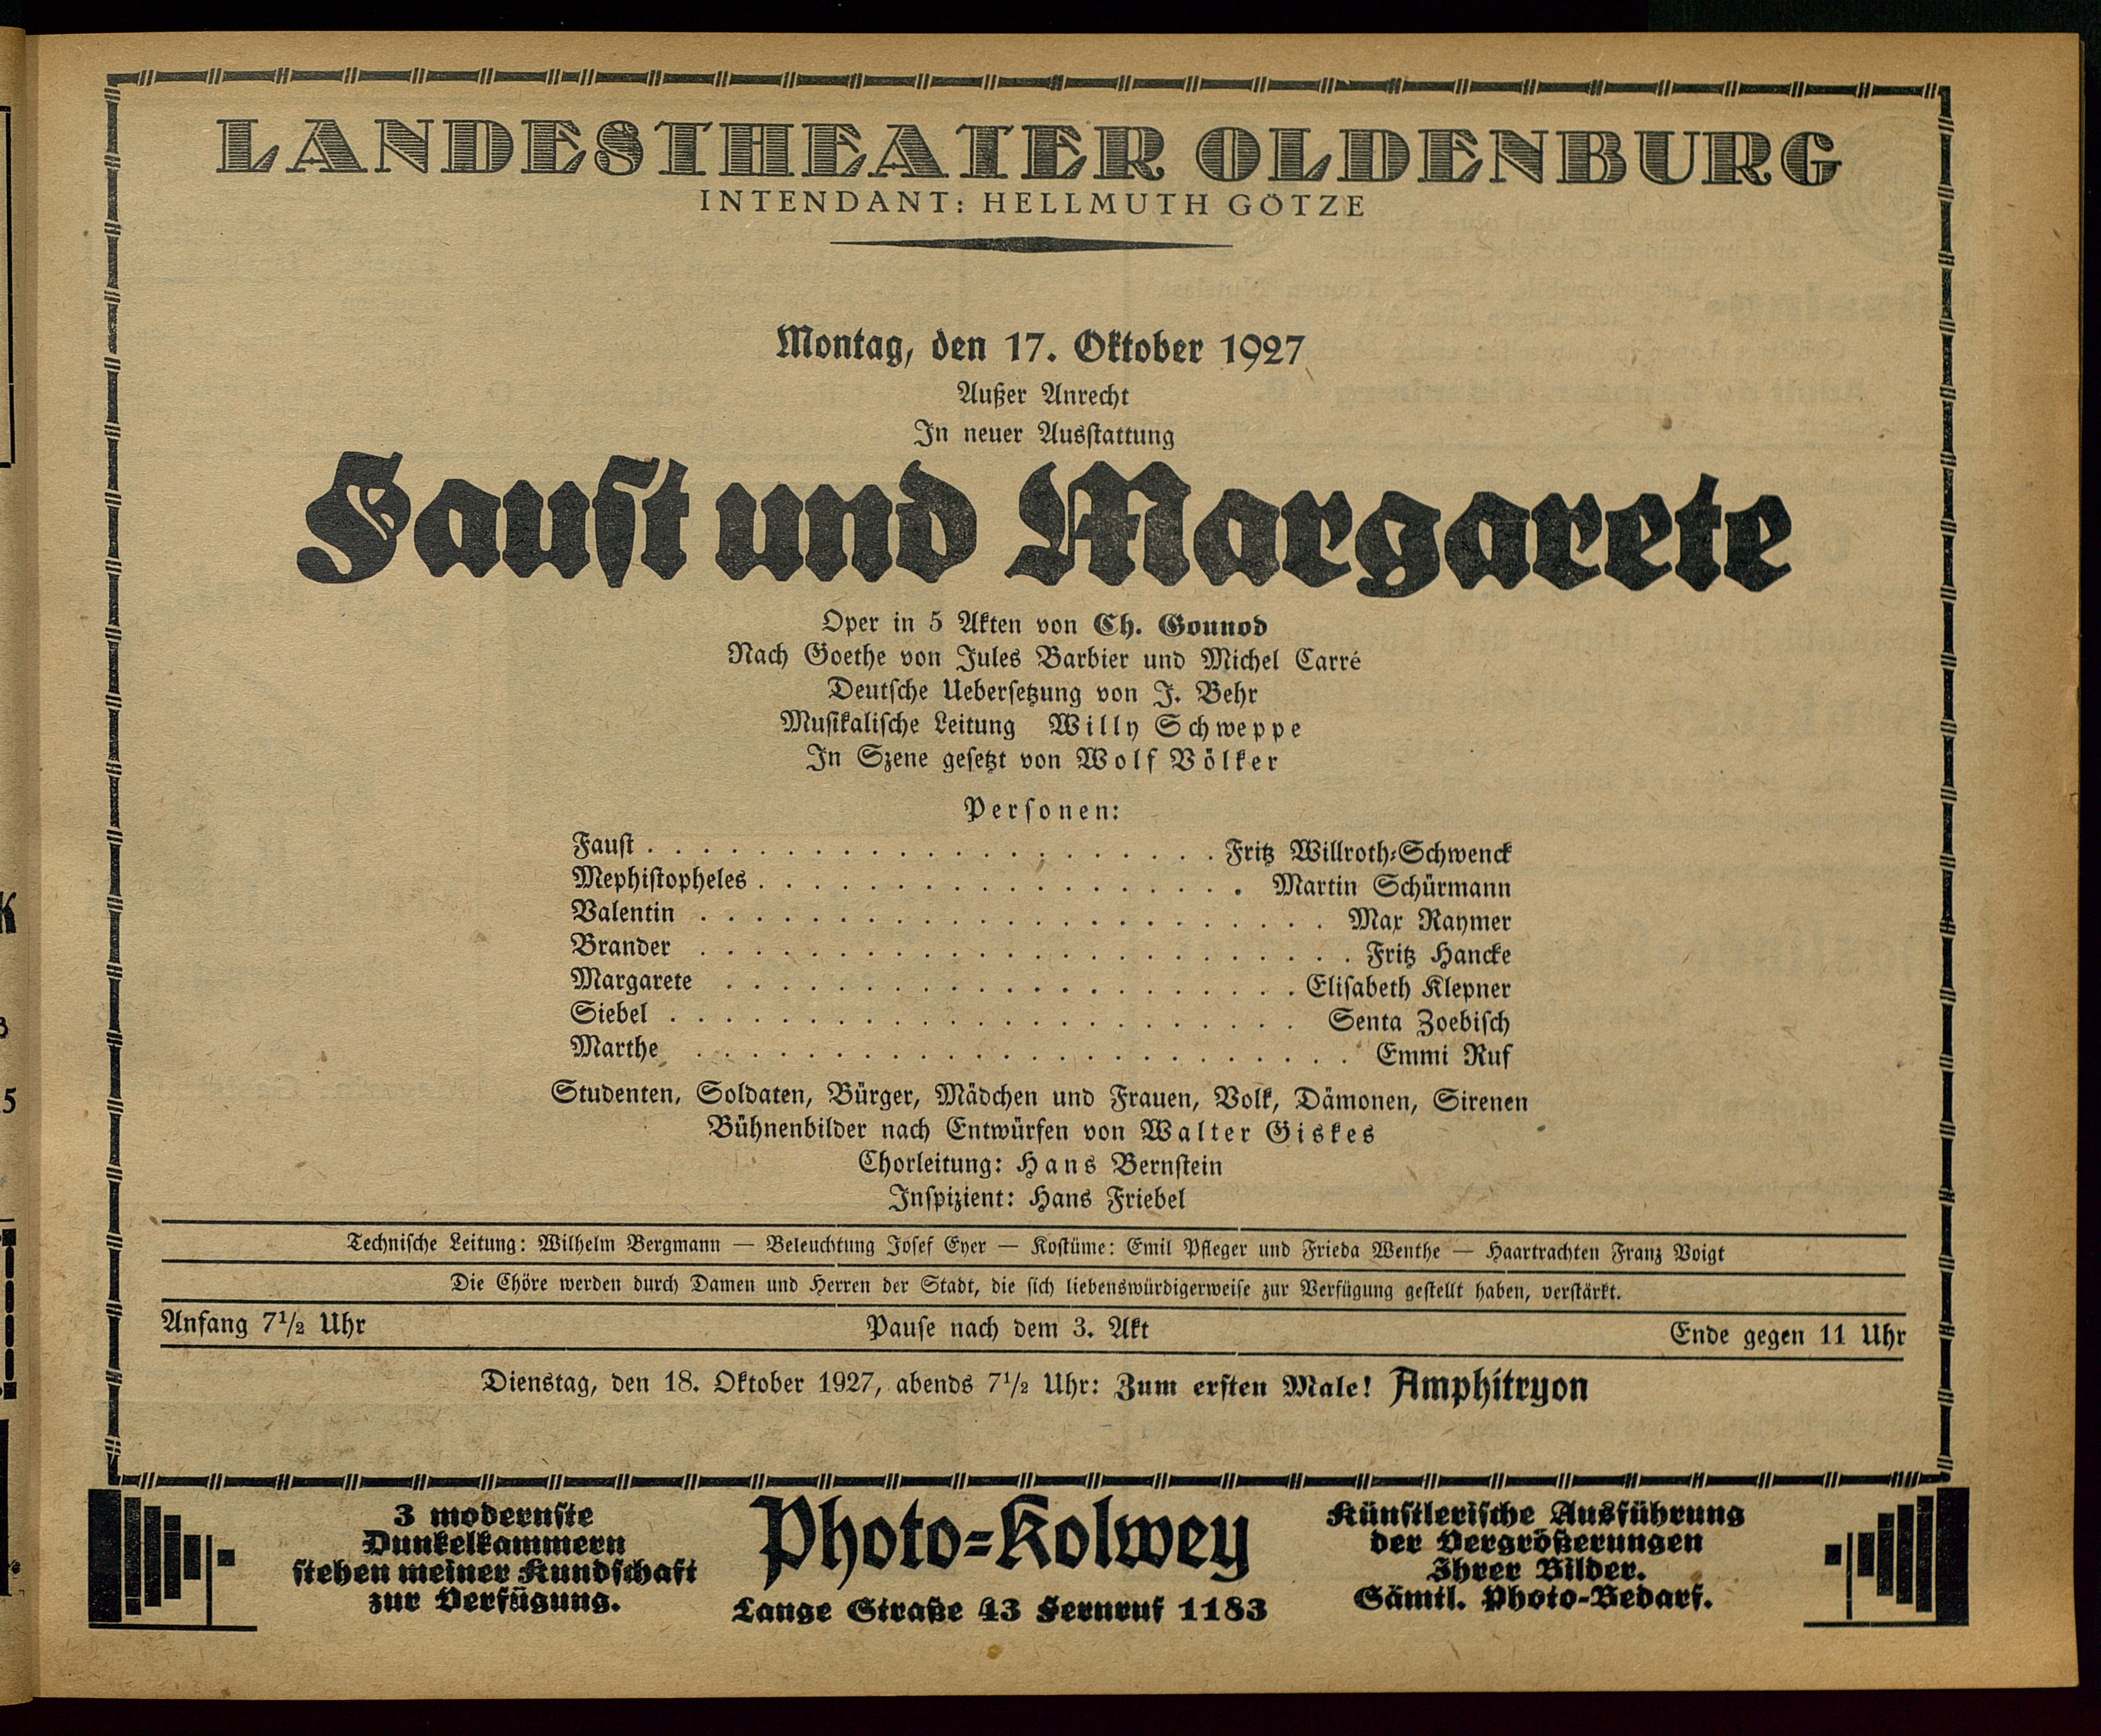 LANDESTHEATER OLDENBURG
INTENDANT: HELLMUTH GÖTZE
Montag, den 17. Oktober 1927
Außer Anrecht
In neuer Ausstattung
Faust und Margarete
Oper in 5 Akten von Ch. Gounod
Nach Goethe von Jules Barbier und Michel Carré
Deutsche Uebersetzung von J. Behr
Musikalische Leitung Willy Schweppe
In Szene gesetzt von Wolf Völker
Personen:
Faust . . . . . . . . . . . . . . . . . . . . . Fritz Willroth-Schwenck
Mephistopheles . . . . . . . . . . . . . . . . . . Martin Schürmann
Valentin . . . . . . . . . . . . . . . . . . . . . . . Max Raymer
Brander . . . . . . . . . . . . . . . . . . . . . . . . Fritz Hancke
Margarete . . . . . . . . . . . . . . . . . . . . . Elisabeth Klepner
Siebel . . . . . . . . . . . . . . . . . . . . . . . Senta Zoebisch
Marthe . . . . . . . . . . . . . . . . . . . . . . . . Emmi Ruf
Studenten, Soldaten, Bürger, Mädchen und Frauen, Volk, Dämonen, Sirenen
Bühnenbilder nach Entwürfen von Walter Giskes
Chorleitung: Hans Bernstein
Inspizient: Hans Friebel
Technische Leitung: Wilhelm Bergmann — Beleuchtung Josef Eyer — Kostüme: Emil Pfleger und Frieda Wenthe — Haartrachten Franz Voigt
Die Chöre werden durch Damen und Herren der Stadt, die sich liebenswürdigerweise zur Verfügung gestellt haben, verstärkt.
Anfang 7½ Uhr Pause nach dem 3. Akt Ende gegen 11 Uhr
Dienstag, den 18. Oktober 1927, abends 7½ Uhr: Zum ersten Male! Amphitryon
3 modernste
Dunkelkammern
stehen meiner Kundschaft
zur Verfügung.
Photo-Kolwey
Lange Straße 43 Fernruf 1183
Künstlerische Ausführung
der Vergrößerungen
Ihrer Bilder.
Sämtl. Photo-Bedarf.